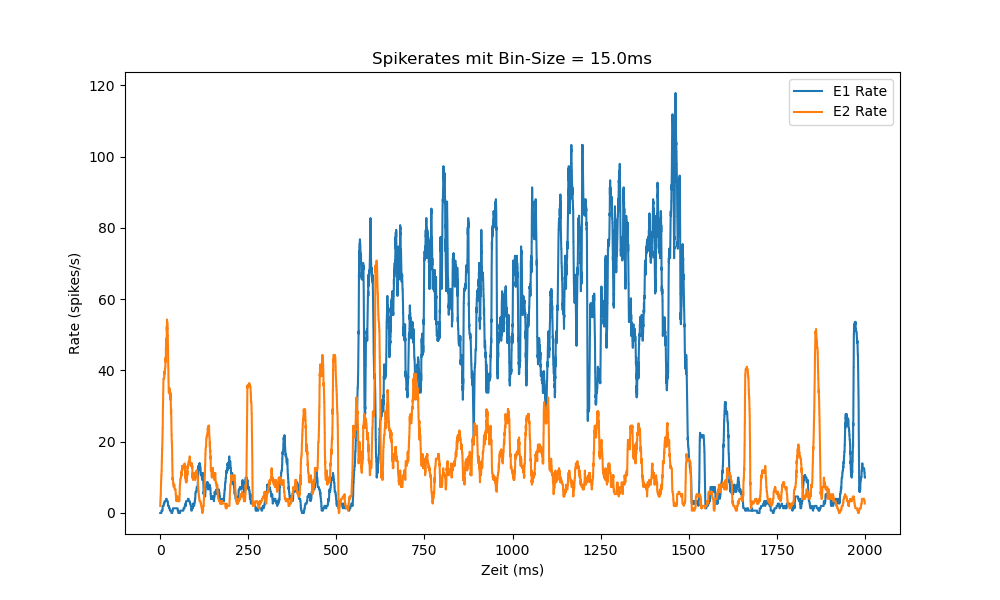 Spikerates mit Bin-Size = 15.0ms
E1 Rate
E2 Rate
120
100
80
60
40
20
0
Rate (spikes/s)
0 250 500 750 1000 1250 1500 1750 2000
Zeit (ms)